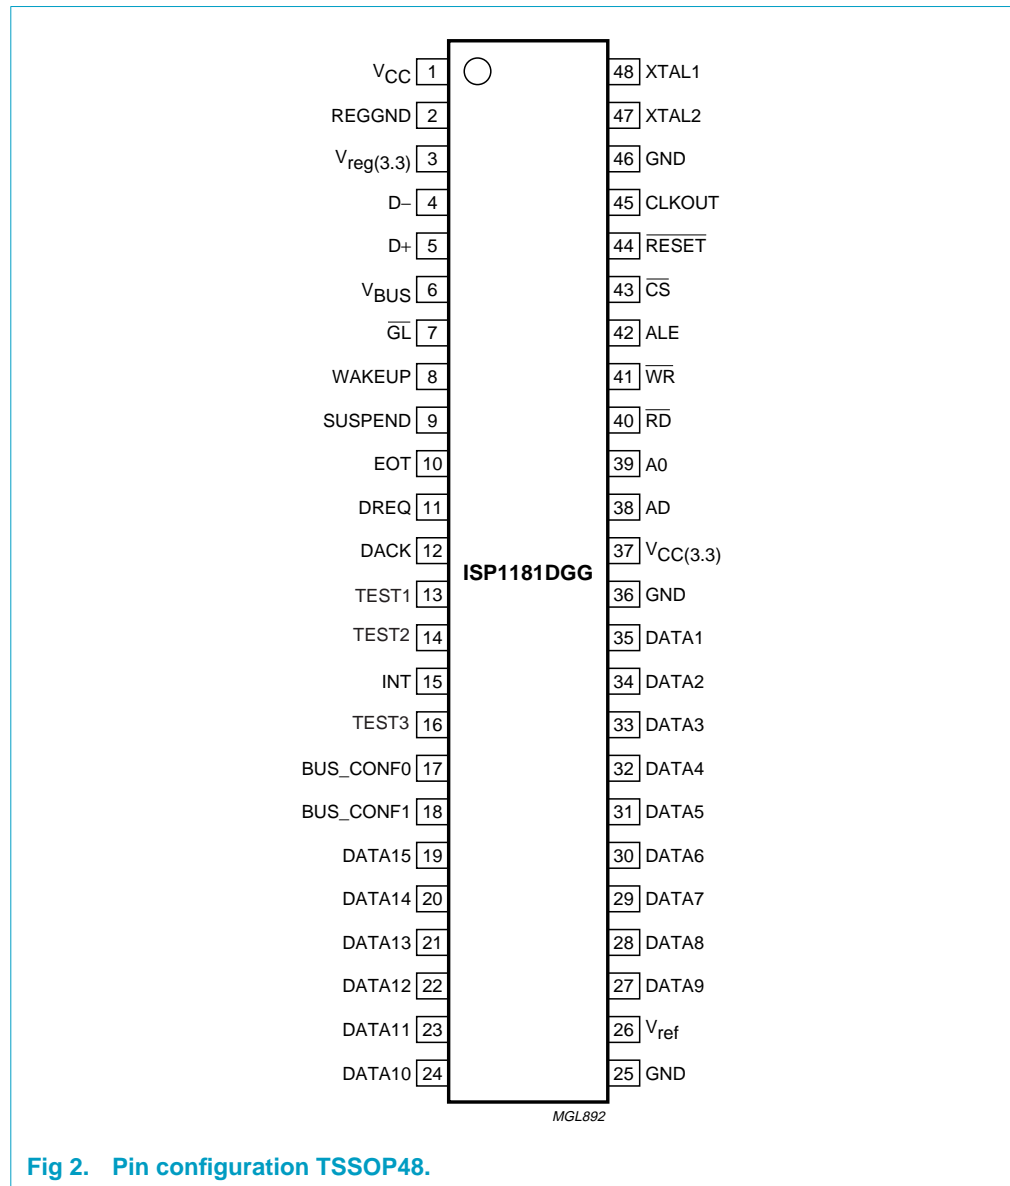 VCC 1 48 XTAL1
REGGND 2 47 XTAL2
Vreg(3.3) 3 46 GND
D− 4 45 CLKOUT
D+ 5 44 R̅E̅S̅E̅T̅
VBUS 6 43 C̅S̅
G̅L̅ 7 42 ALE
WAKEUP 8 41 W̅R̅
SUSPEND 9 40 R̅D̅
EOT 10 39 A0
DREQ 11 38 AD
DACK 12 37 VCC(3.3)
ISP1181DGG
TEST1 13 36 GND
TEST2 14 35 DATA1
INT 15 34 DATA2
TEST3 16 33 DATA3
BUS_CONF0 17 32 DATA4
BUS_CONF1 18 31 DATA5
DATA15 19 30 DATA6
DATA14 20 29 DATA7
DATA13 21 28 DATA8
DATA12 22 27 DATA9
DATA11 23 26 Vref
DATA10 24 25 GND
MGL892
Fig 2. Pin configuration TSSOP48.